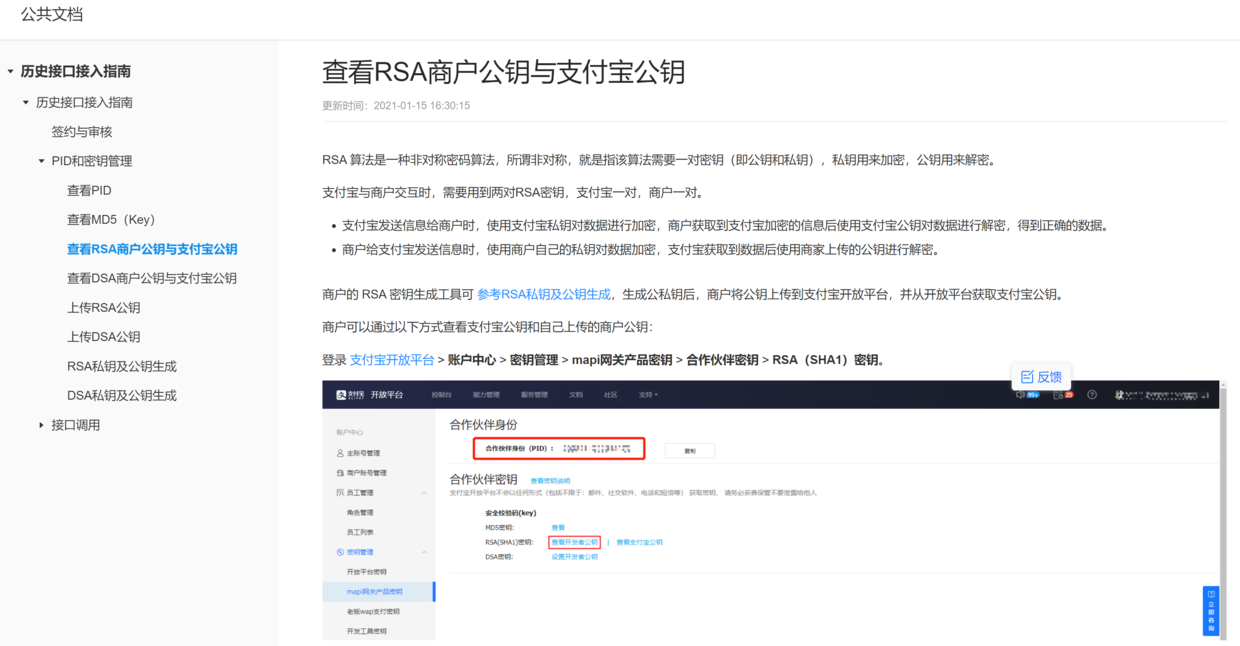 公共文档
历史接口接入指南
历史接口接入指南
签约与审核
PID和密钥管理
查看PID
查看MD5（Key）
查看RSA商户公钥与支付宝公钥
查看DSA商户公钥与支付宝公钥
上传RSA公钥
上传DSA公钥
RSA私钥及公钥生成
DSA私钥及公钥生成
接口调用
查看RSA商户公钥与支付宝公钥
更新时间：2021-01-15 16:30:15
RSA 算法是一种非对称密码算法，所谓非对称，就是指该算法需要一对密钥（即公钥和私钥），私钥用来加密，公钥用来解密。
支付宝与商户交互时，需要用到两对RSA密钥，支付宝一对，商户一对。
支付宝发送信息给商户时，使用支付宝私钥对数据进行加密，商户获取到支付宝加密的信息后使用支付宝公钥对数据进行解密，得到正确的数据。
商户给支付宝发送信息时，使用商户自己的私钥对数据加密，支付宝获取到数据后使用商家上传的公钥进行解密。
商户的 RSA 密钥生成工具可 参考RSA私钥及公钥生成，生成公私钥后，商户将公钥上传到支付宝开放平台，并从开放平台获取支付宝公钥。
商户可以通过以下方式查看支付宝公钥和自己上传的商户公钥：
登录 支付宝开放平台 > 账户中心 > 密钥管理 > mapi网关产品密钥 > 合作伙伴密钥 > RSA（SHA1）密钥。
反馈
支付宝 开放平台 控制台 能力管理 服务管理 文档 社区 支持 99+ 25
账户中心
主账号管理
商户账号管理
员工管理
角色管理
员工列表
密钥管理
开放平台密钥
mapi网关产品密钥
老版wap支付密钥
开发工具密钥
合作伙伴身份
合作伙伴身份（PID）：
复制
合作伙伴密钥 查看密钥说明
支付宝开放平台不会以任何形式（包括不限于：邮件、社交软件、电话和短信等） 获取密钥， 请务必妥善保管不要泄露给他人
安全校验码(key)
MD5密钥： 查看
RSA(SHA1)密钥： 查看开发者公钥 | 查看支付宝公钥
DSA密钥： 设置开发者公钥
立即咨询